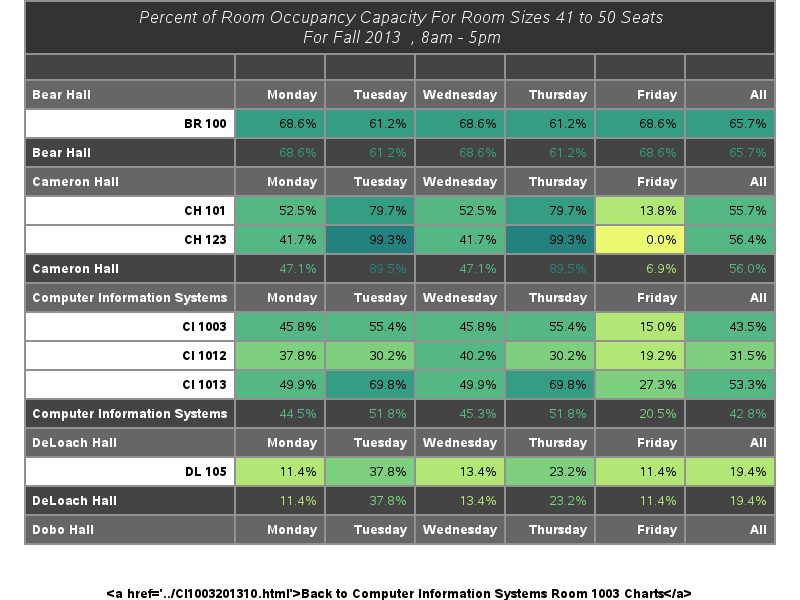 Percent of Room Occupancy Capacity For Room Sizes 41 to 50 Seats
For Fall 2013 , 8am - 5pm
Bear Hall Monday Tuesday Wednesday Thursday Friday All
BR 100 68.6% 61.2% 68.6% 61.2% 68.6% 65.7%
Bear Hall 68.6% 61.2% 68.6% 61.2% 68.6% 65.7%
Cameron Hall Monday Tuesday Wednesday Thursday Friday All
CH 101 52.5% 79.7% 52.5% 79.7% 13.8% 55.7%
CH 123 41.7% 99.3% 41.7% 99.3% 0.0% 56.4%
Cameron Hall 47.1% 89.5% 47.1% 89.5% 6.9% 56.0%
Computer Information Systems Monday Tuesday Wednesday Thursday Friday All
CI 1003 45.8% 55.4% 45.8% 55.4% 15.0% 43.5%
CI 1012 37.8% 30.2% 40.2% 30.2% 19.2% 31.5%
CI 1013 49.9% 69.8% 49.9% 69.8% 27.3% 53.3%
Computer Information Systems 44.5% 51.8% 45.3% 51.8% 20.5% 42.8%
DeLoach Hall Monday Tuesday Wednesday Thursday Friday All
DL 105 11.4% 37.8% 13.4% 23.2% 11.4% 19.4%
DeLoach Hall 11.4% 37.8% 13.4% 23.2% 11.4% 19.4%
Dobo Hall Monday Tuesday Wednesday Thursday Friday All
&lt;a href='../CI1003201310.html'&gt;Back to Computer Information Systems Room 1003 Charts&lt;/a&gt;